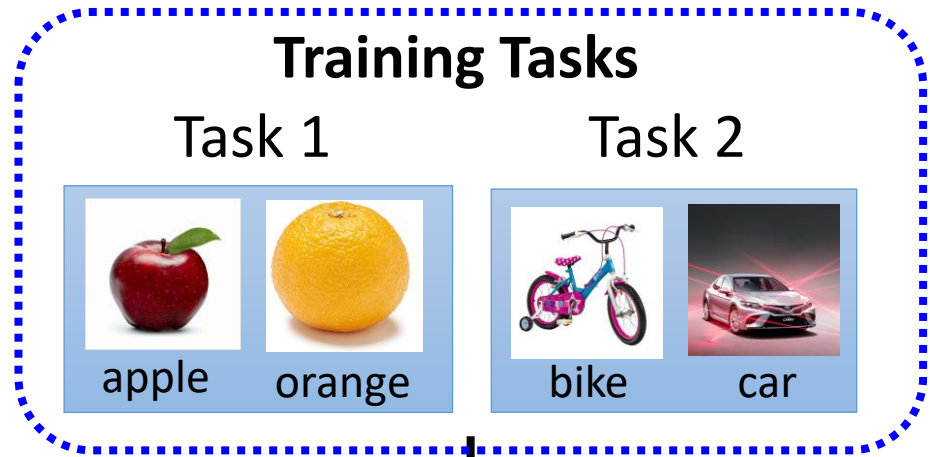 Training Tasks
Task 1
Task 2
apple
orange
bike
car